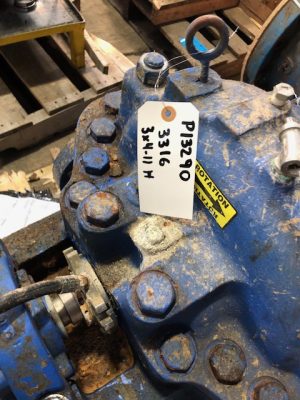 P13290
3316
3x4-11 H
ROTATION